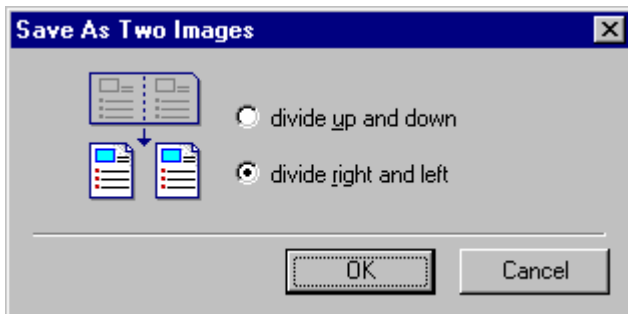 Save As Two Images
divide up and down
divide right and left
OK
Cancel